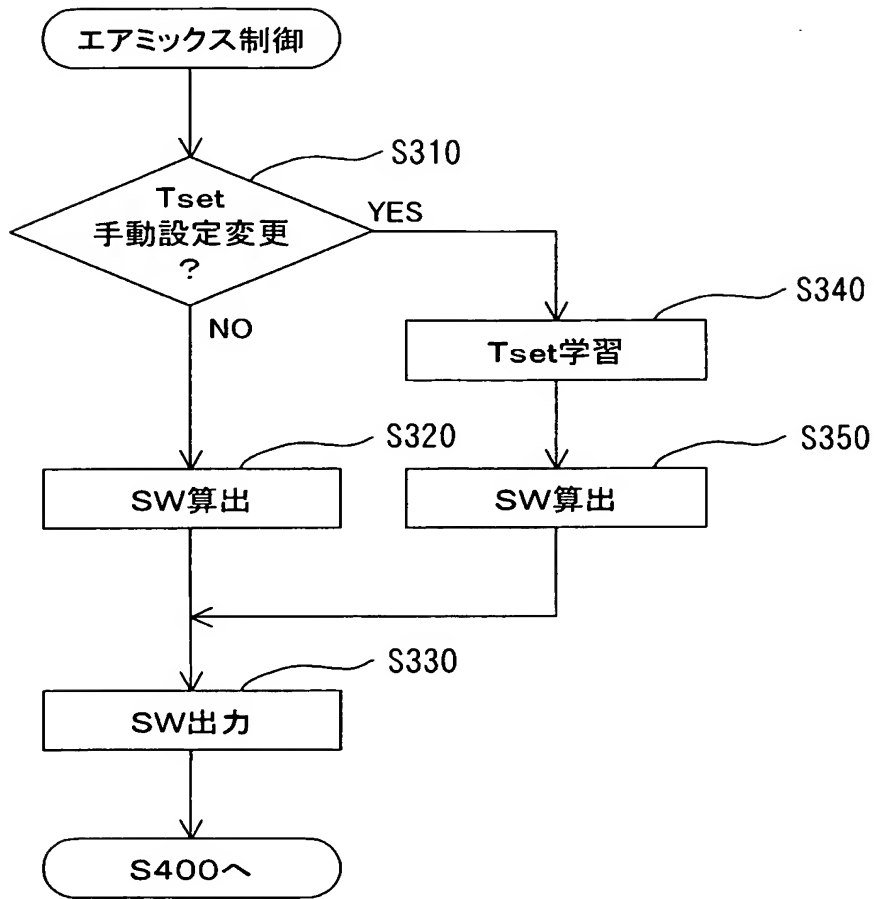 エアミックス制御
S310
Tset
手動設定変更
?
YES
NO
S340
Tset学習
S320
SW算出
S350
SW算出
S330
SW出力
S400へ